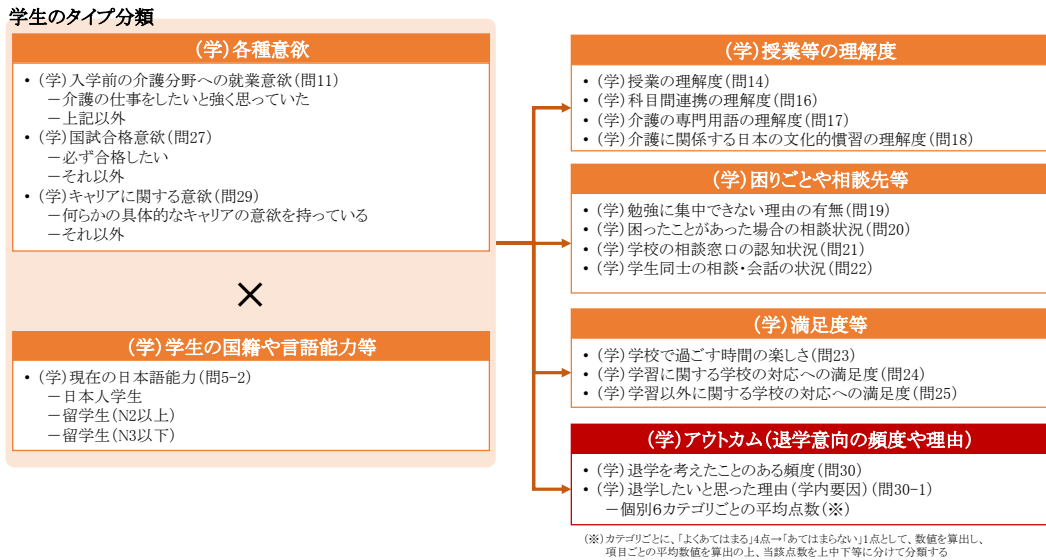 学生のタイプ分類
(学)各種意欲
• (学)入学前の介護分野への就業意欲(問11)
－介護の仕事をしたいと強く思っていた
－上記以外
• (学)国試合格意欲(問27)
－必ず合格したい
－それ以外
• (学)キャリアに関する意欲(問29)
－何らかの具体的なキャリアの意欲を持っている
－それ以外
×
(学)学生の国籍や言語能力等
• (学)現在の日本語能力(問5-2)
－日本人学生
－留学生(N2以上)
－留学生(N3以下)
(学)授業等の理解度
• (学)授業の理解度(問14)
• (学)科目間連携の理解度(問16)
• (学)介護の専門用語の理解度(問17)
• (学)介護に関係する日本の文化的慣習の理解度(問18)
(学)困りごとや相談先等
• (学)勉強に集中できない理由の有無(問19)
• (学)困ったことがあった場合の相談状況(問20)
• (学)学校の相談窓口の認知状況(問21)
• (学)学生同士の相談・会話の状況(問22)
(学)満足度等
• (学)学校で過ごす時間の楽しさ(問23)
• (学)学習に関する学校の対応への満足度(問24)
• (学)学習以外に関する学校の対応への満足度(問25)
(学)アウトカム(退学意向の頻度や理由)
• (学)退学を考えたことのある頻度(問30)
• (学)退学したいと思った理由(学内要因)(問30-1)
－個別6カテゴリごとの平均点数(※)
(※)カテゴリごとに、「よくあてはまる」4点→「あてはまらない」1点として、数値を算出し、
項目ごとの平均数値を算出の上、当該点数を上中下等に分けて分類する